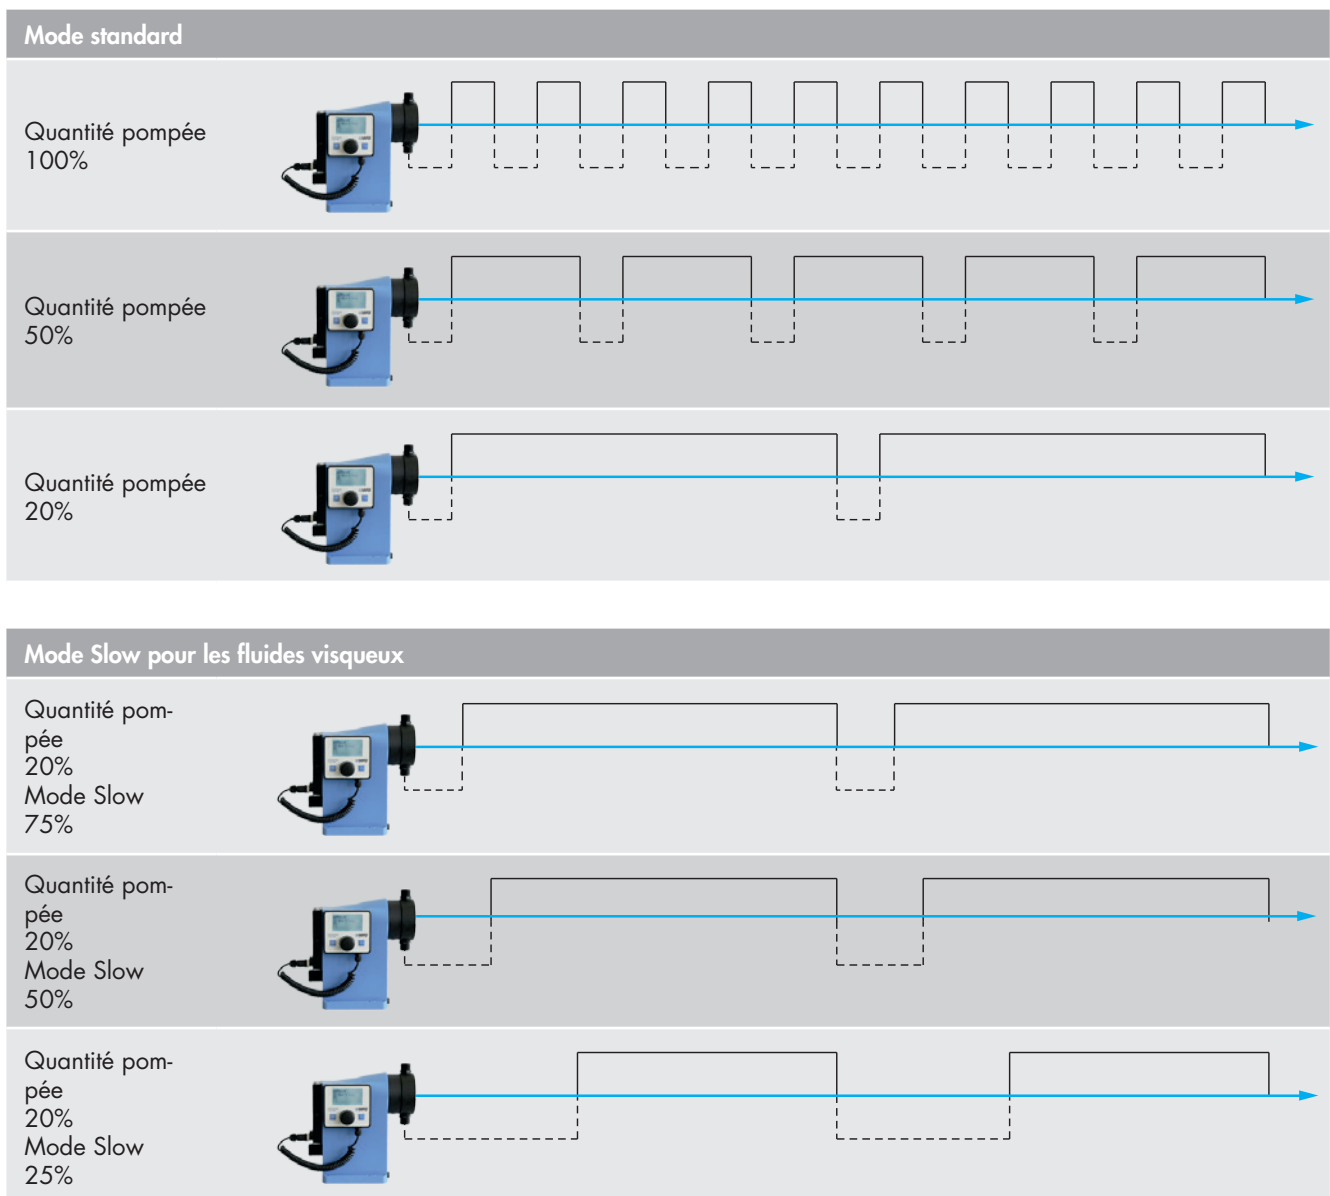 Mode standard
Quantité pompée
100%
Quantité pompée
50%
Quantité pompée
20%
Mode Slow pour les fluides visqueux
Quantité pom-
pée
20%
Mode Slow
75%
Quantité pom-
pée
20%
Mode Slow
50%
Quantité pom-
pée
20%
Mode Slow
25%